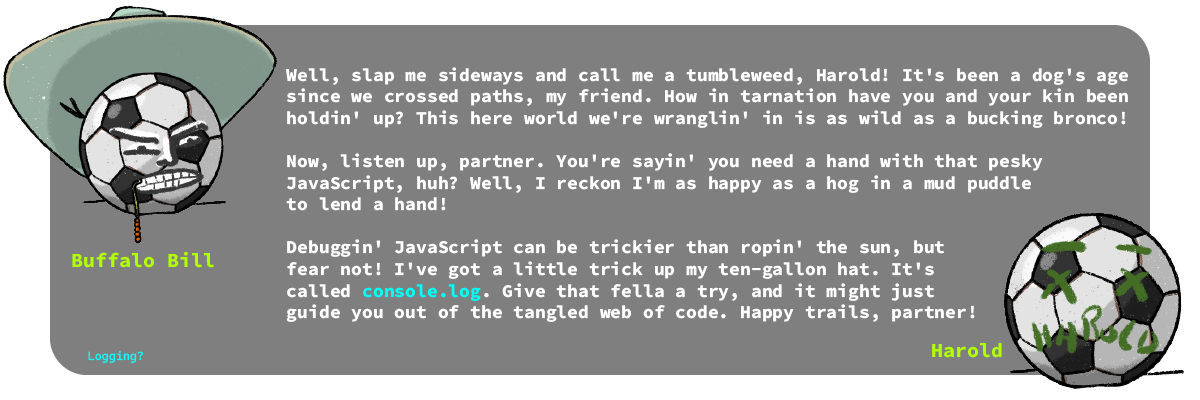 Well, slap me sideways and call me a tumbleweed, Harold! It's been a dog's age
since we crossed paths, my friend. How in tarnation have you and your kin been
holdin' up? This here world we're wranglin' in is as wild as a bucking bronco!
Now, listen up, partner. You're sayin' you need a hand with that pesky
JavaScript, huh? Well, I reckon I'm as happy as a hog in a mud puddle
to lend a hand!
Debuggin' JavaScript can be trickier than ropin' the sun, but
fear not! I've got a little trick up my ten-gallon hat. It's
called console.log. Give that fella a try, and it might just
guide you out of the tangled web of code. Happy trails, partner!
Buffalo Bill
Logging?
Harold
HAROLD